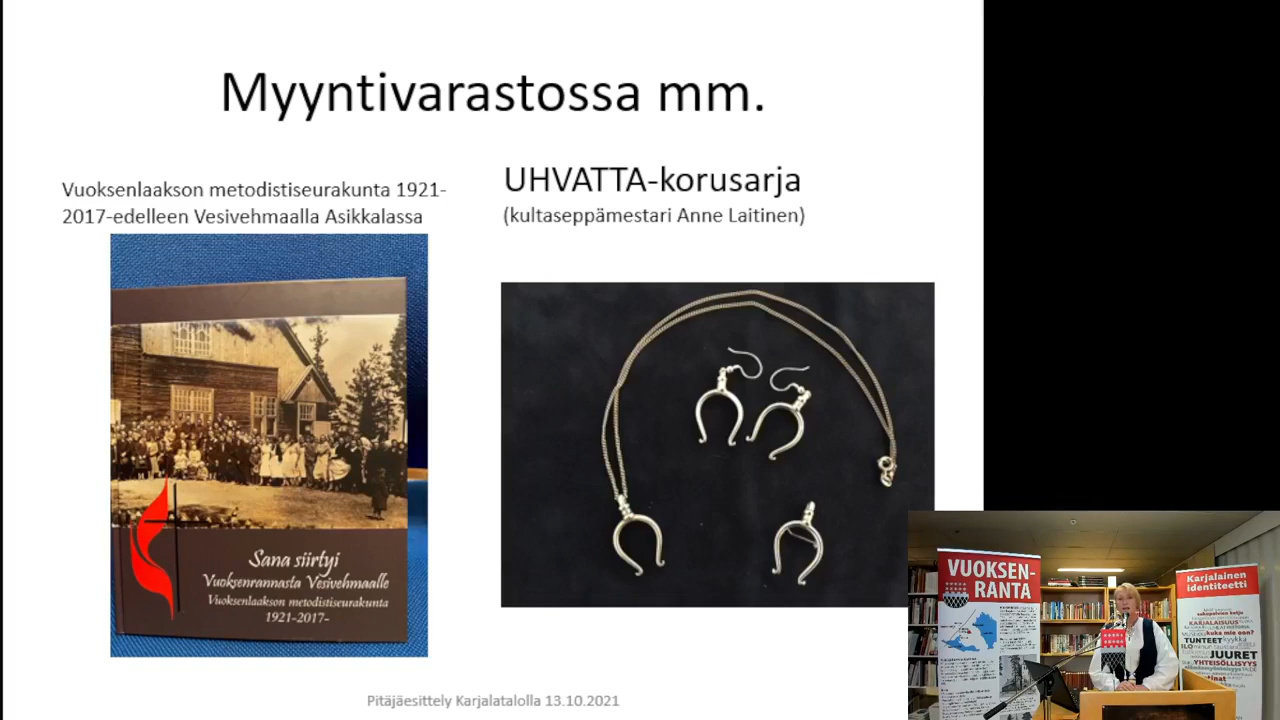 Myyntivarastossa mm.
Vuoksenlaakson metodistiseurakunta 1921-
2017-edelleen Vesivehmaalla Asikkalassa
UHVATTA-korusarja
(kultaseppämestari Anne Laitinen)
Sana siirtyi
Vuoksenrannasta Vesivehmaalle
Vuoksenlaakson metodistiseurakunta
1921-2017-
Pitäjäesittely Karjalatalolla 13.10.2021
VUOKSEN-
RANTA
Karjalainen
identiteetti
KARJALAISUUS
kuka mie oon?
TUNTEET kyykkä
JUURET
YHTEISÖLLISYYS